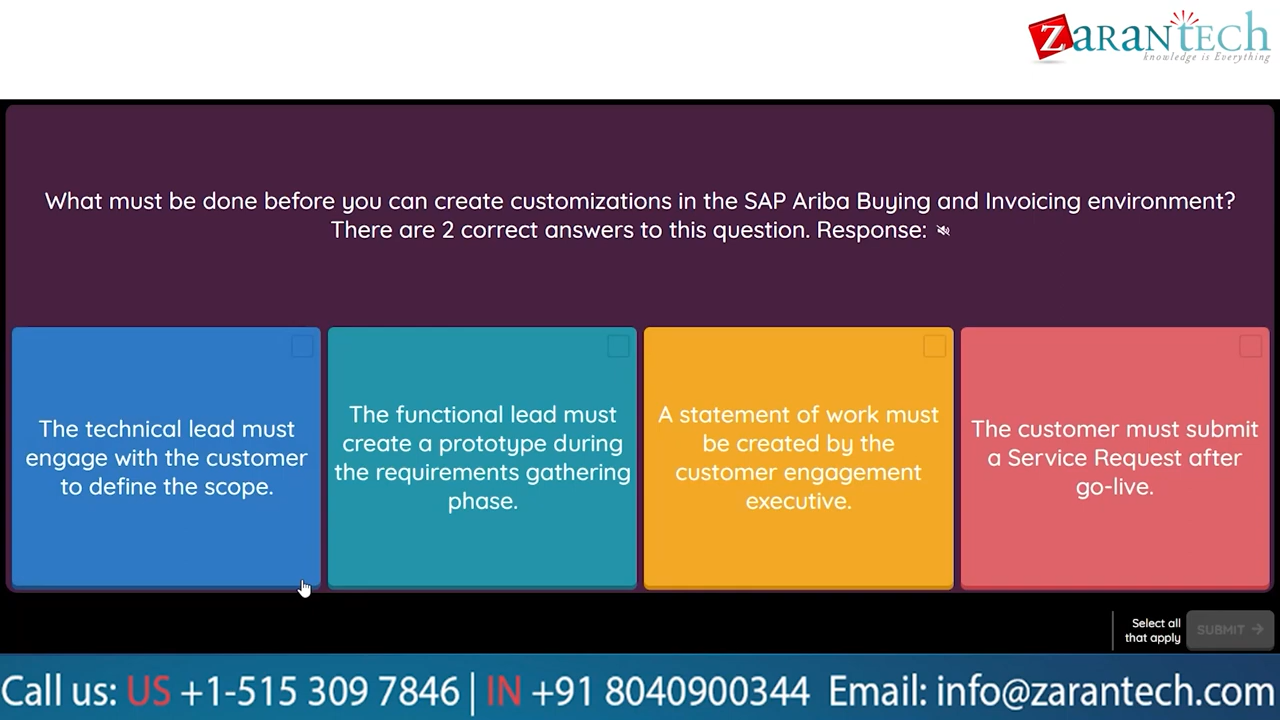 ZARANTECH
knowledge is Everything
What must be done before you can create customizations in the SAP Ariba Buying and Invoicing environment?
There are 2 correct answers to this question. Response:
The technical lead must
engage with the customer
to define the scope.
The functional lead must
create a prototype during
the requirements gathering
phase.
A statement of work must
be created by the
customer engagement
executive.
The customer must submit
a Service Request after
go-live.
Select all
that apply
SUBMIT
Call us: US +1-515 309 7846 | IN +91 8040900344 Email: info@zarantech.com